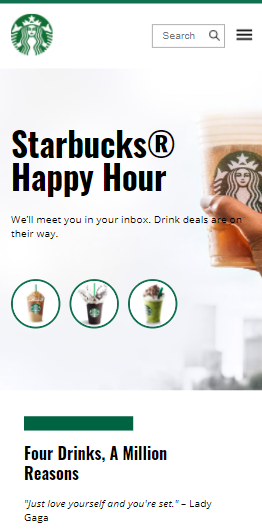 Search
Starbucks®
Happy Hour
We'll meet you in your inbox. Drink deals are on
their way.
Four Drinks, A Million
Reasons
"Just love yourself and you're set." – Lady
Gaga